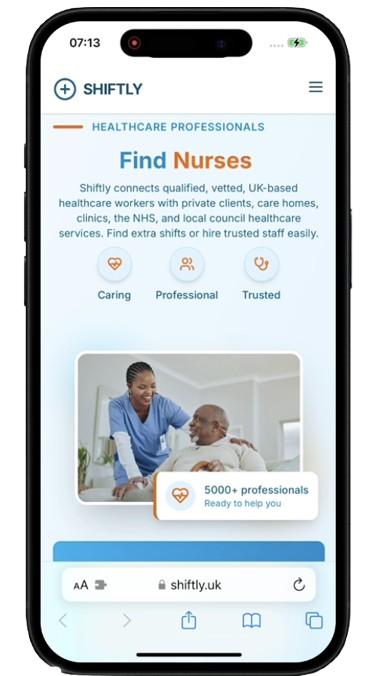 07:13
SHIFTLY
HEALTHCARE PROFESSIONALS
Find Nurses
Shiftly connects qualified, vetted, UK-based
healthcare workers with private clients, care homes,
clinics, the NHS, and local council healthcare
services. Find extra shifts or hire trusted staff easily.
Caring Professional Trusted
5000+ professionals
Ready to help you
AA shiftly.uk